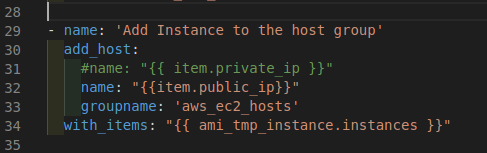 28
29 - name: 'Add Instance to the host group'
30 add_host:
31 #name: "{{ item.private_ip }}"
32 name: "{{item.public_ip}}"
33 groupname: 'aws_ec2_hosts'
34 with_items: "{{ ami_tmp_instance.instances }}"
35